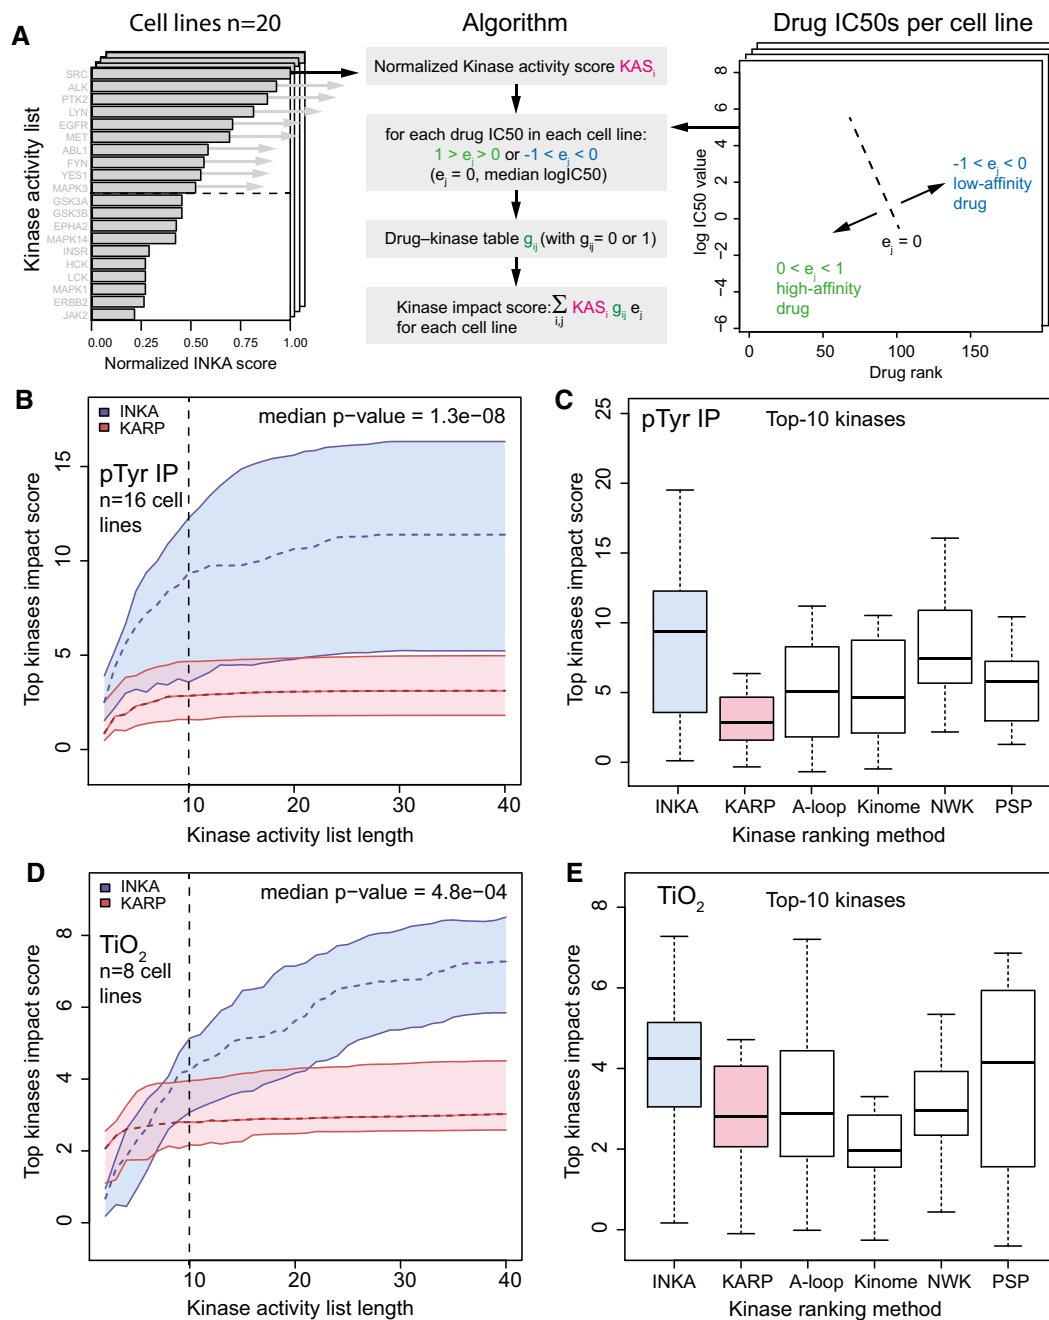 A
Cell lines n=20
Algorithm
Drug IC50s per cell line
Kinase activity list
SRC
ALK
PTK2
LYN
EGFR
MET
ABL1
FYN
YES1
MAPK3
GSK3A
GSK3B
EPHA2
MAPK14
INSR
HCK
LCK
MAPK1
ERBB2
JAK2
0.00 0.25 0.50 0.75 1.00
Normalized INKA score
Normalized Kinase activity score KASi
for each drug IC50 in each cell line:
1 > ej > 0 or -1 < ej < 0
(ej = 0, median logIC50)
Drug–kinase table gij (with gij = 0 or 1)
Kinase impact score: Σ KASi gij ej
i,j
for each cell line
log IC50 value
8
6
4
2
0
−2
−4
−6
-1 < ej < 0
low-affinity
drug
ej = 0
0 < ej < 1
high-affinity
drug
0 50 100 150
Drug rank
B
INKA
KARP
median p−value = 1.3e−08
pTyr IP
n=16 cell
lines
Top kinases impact score
15
10
5
0
10 20 30 40
Kinase activity list length
C
pTyr IP
Top-10 kinases
Top kinases impact score
25
20
15
10
5
0
INKA KARP A-loop Kinome NWK PSP
Kinase ranking method
D
INKA
KARP
median p−value = 4.8e−04
TiO2
n=8 cell
lines
Top kinases impact score
8
6
4
2
0
10 20 30 40
Kinase activity list length
E
TiO2
Top-10 kinases
Top kinases impact score
8
6
4
2
0
INKA KARP A-loop Kinome NWK PSP
Kinase ranking method